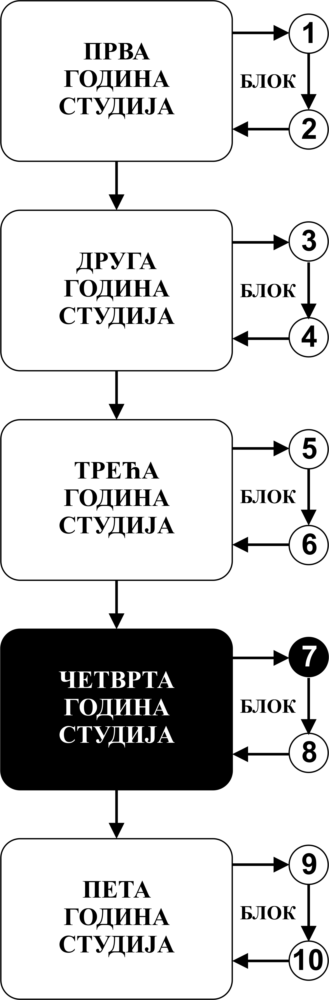 ПРВА
ГОДИНА
СТУДИЈА
1
БЛОК
2
ДРУГА
ГОДИНА
СТУДИЈА
3
БЛОК
4
ТРЕЋА
ГОДИНА
СТУДИЈА
5
БЛОК
6
ЧЕТВРТА
ГОДИНА
СТУДИЈА
7
БЛОК
8
ПЕТА
ГОДИНА
СТУДИЈА
9
БЛОК
10